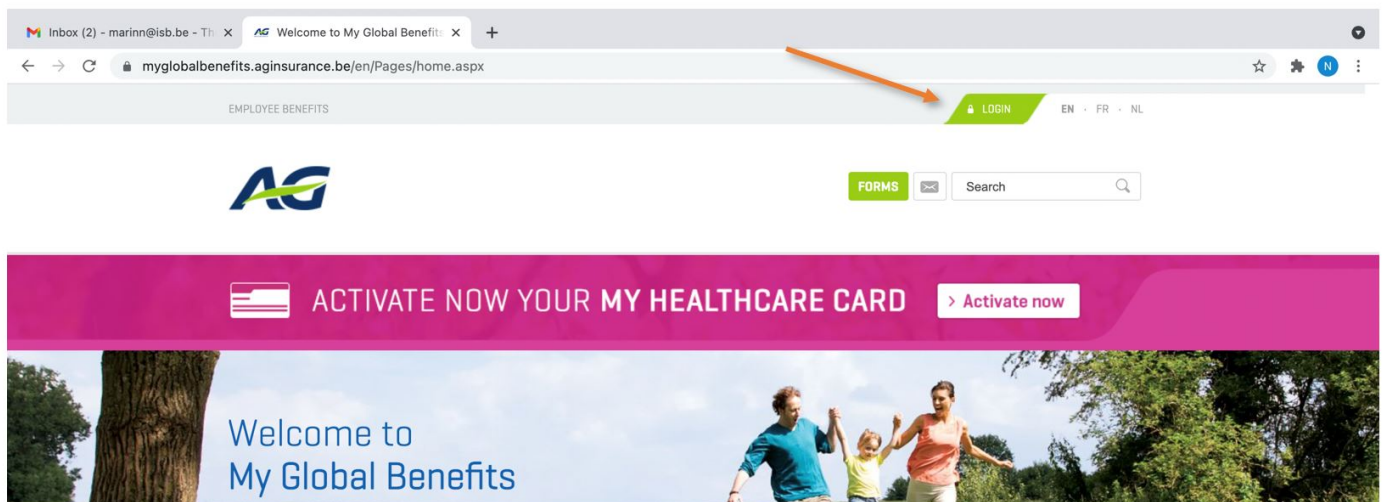 Inbox (2) - marinn@isb.be - Th
Welcome to My Global Benefit
myglobalbenefits.aginsurance.be/en/Pages/home.aspx
N
EMPLOYEE BENEFITS
LOGIN
EN · FR · NL
AG
FORMS
Search
ACTIVATE NOW YOUR MY HEALTHCARE CARD
> Activate now
Welcome to
My Global Benefits